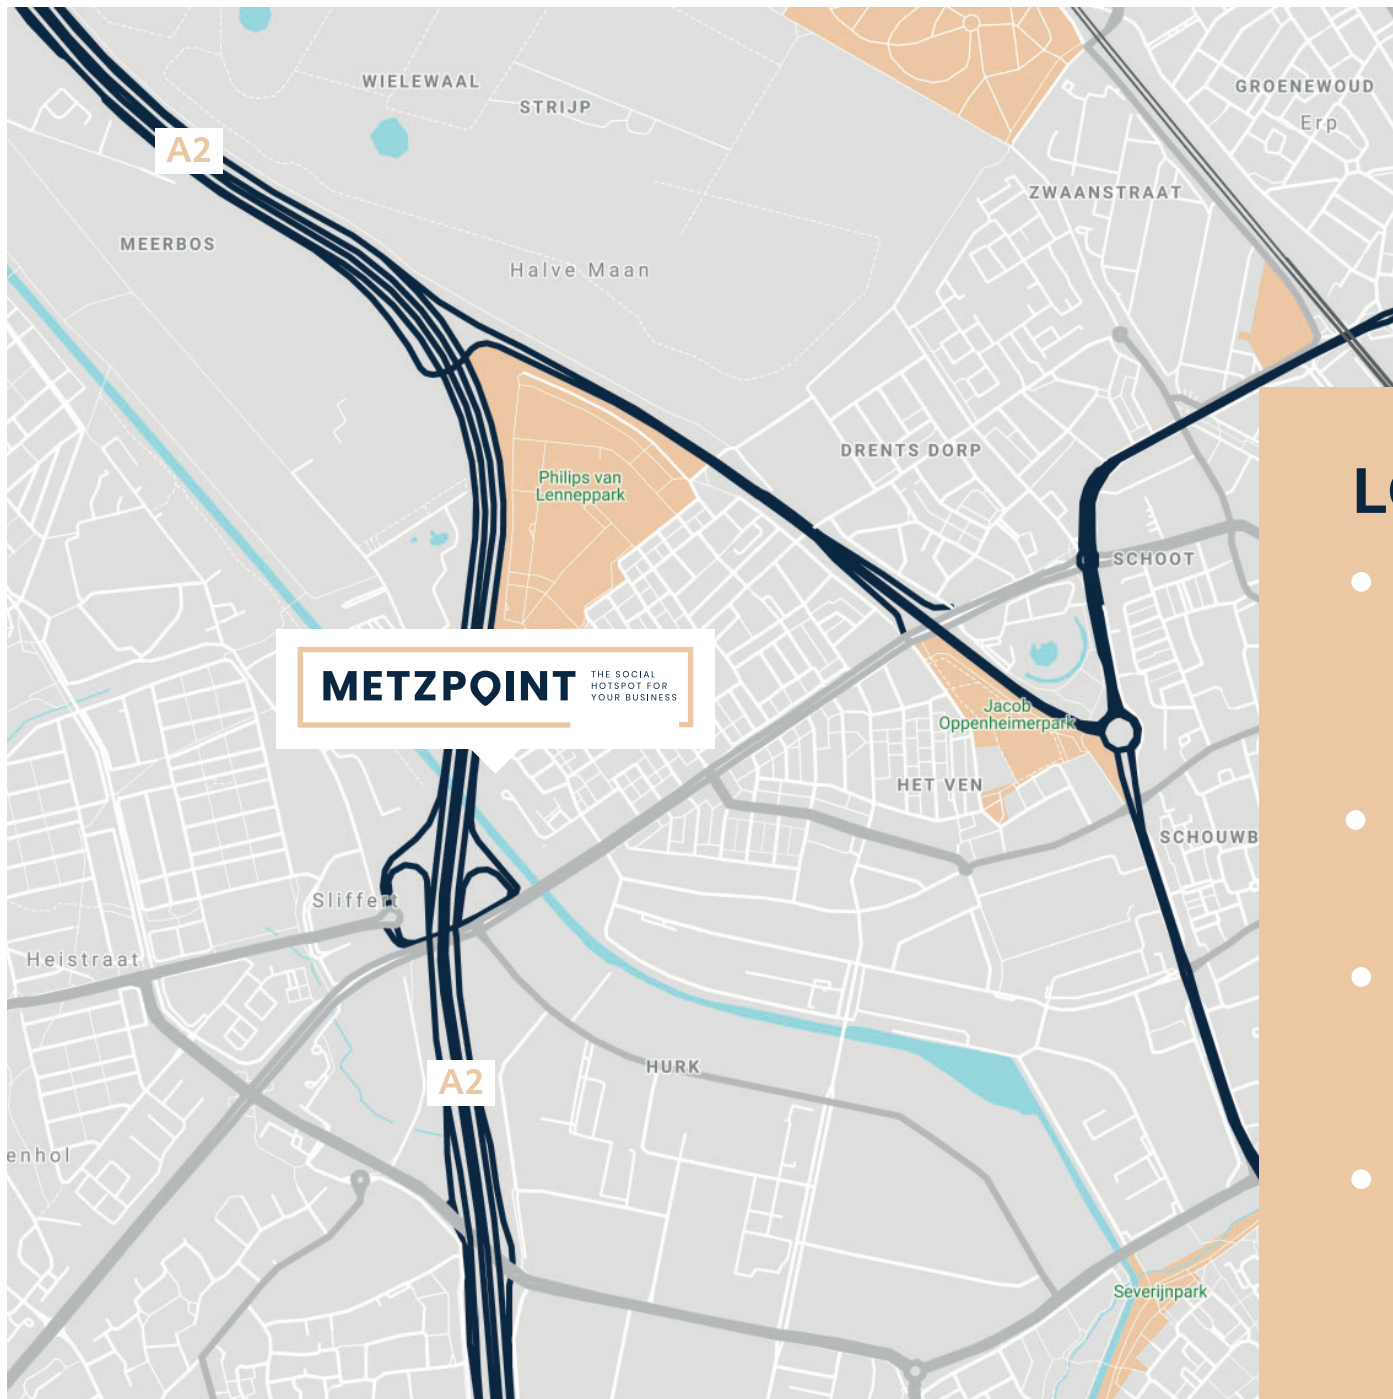 WIELEWAAL
STRIJP
GROENEWOUD
Erp
A2
ZWAANSTRAAT
MEERBOS
Halve Maan
DRENTS DORP
Philips van
Lenneppark
SCHOOT
METZPOINT
THE SOCIAL
HOTSPOT FOR
YOUR BUSINESS
Jacob
Oppenheimerpark
HET VEN
SCHOUWB
Sliffert
Heistraat
HURK
A2
enhol
Severijnpark